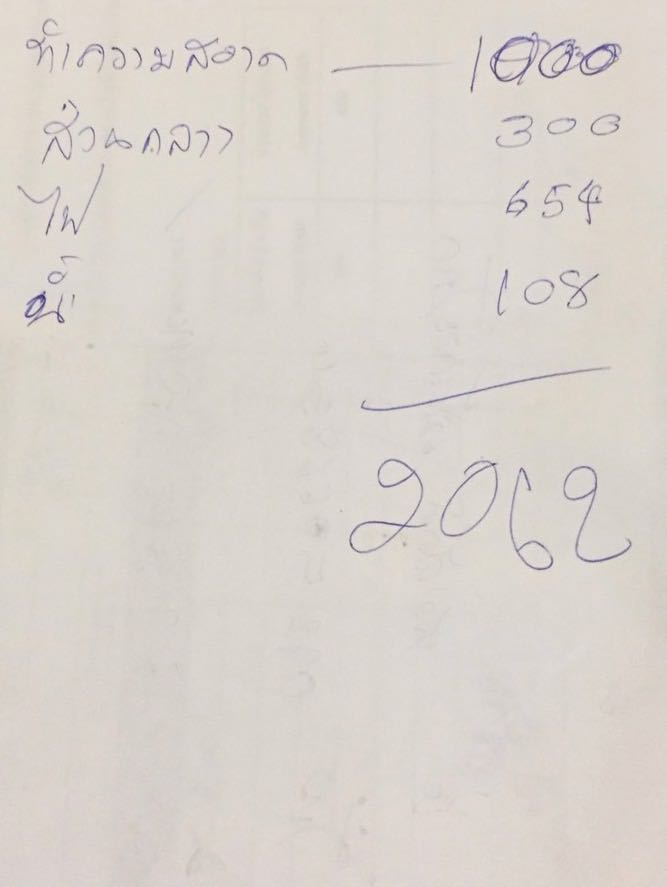 ทำความสอาด — 1000
ส่วนกลาง 300
ไฟ 654
น้ำ 108
2062